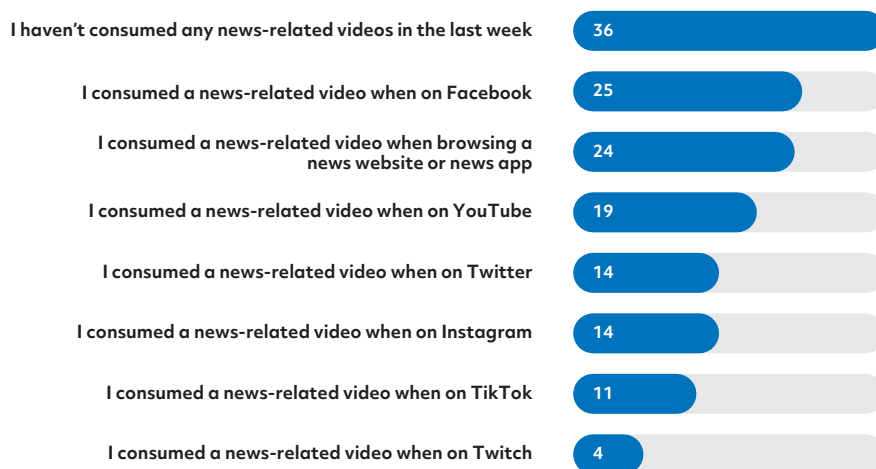 I haven’t consumed any news-related videos in the last week 36
I consumed a news-related video when on Facebook 25
I consumed a news-related video when browsing a
news website or news app 24
I consumed a news-related video when on YouTube 19
I consumed a news-related video when on Twitter 14
I consumed a news-related video when on Instagram 14
I consumed a news-related video when on TikTok 11
I consumed a news-related video when on Twitch 4